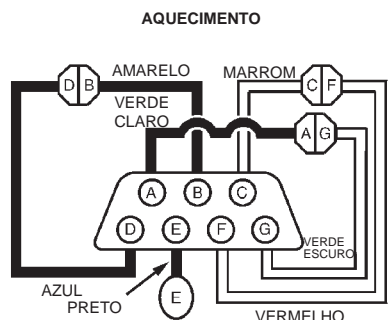 AQUECIMENTO
D B
AMARELO
MARROM
C F
VERDE
CLARO
A G
A B C
D E F G
VERDE
ESCURO
AZUL
PRETO
E
VERMELHO